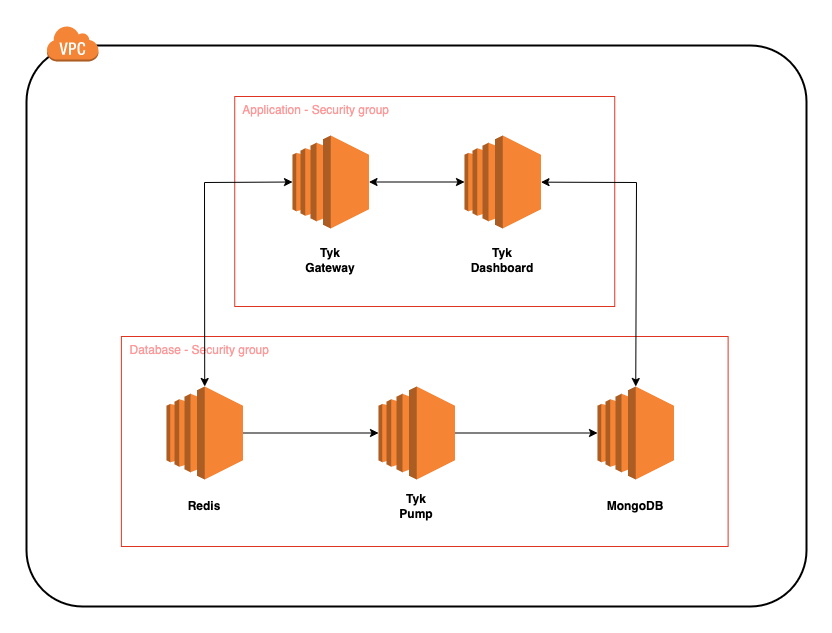 VPC
Application - Security group
Tyk
Gateway
Tyk
Dashboard
Database - Security group
Redis
Tyk
Pump
MongoDB